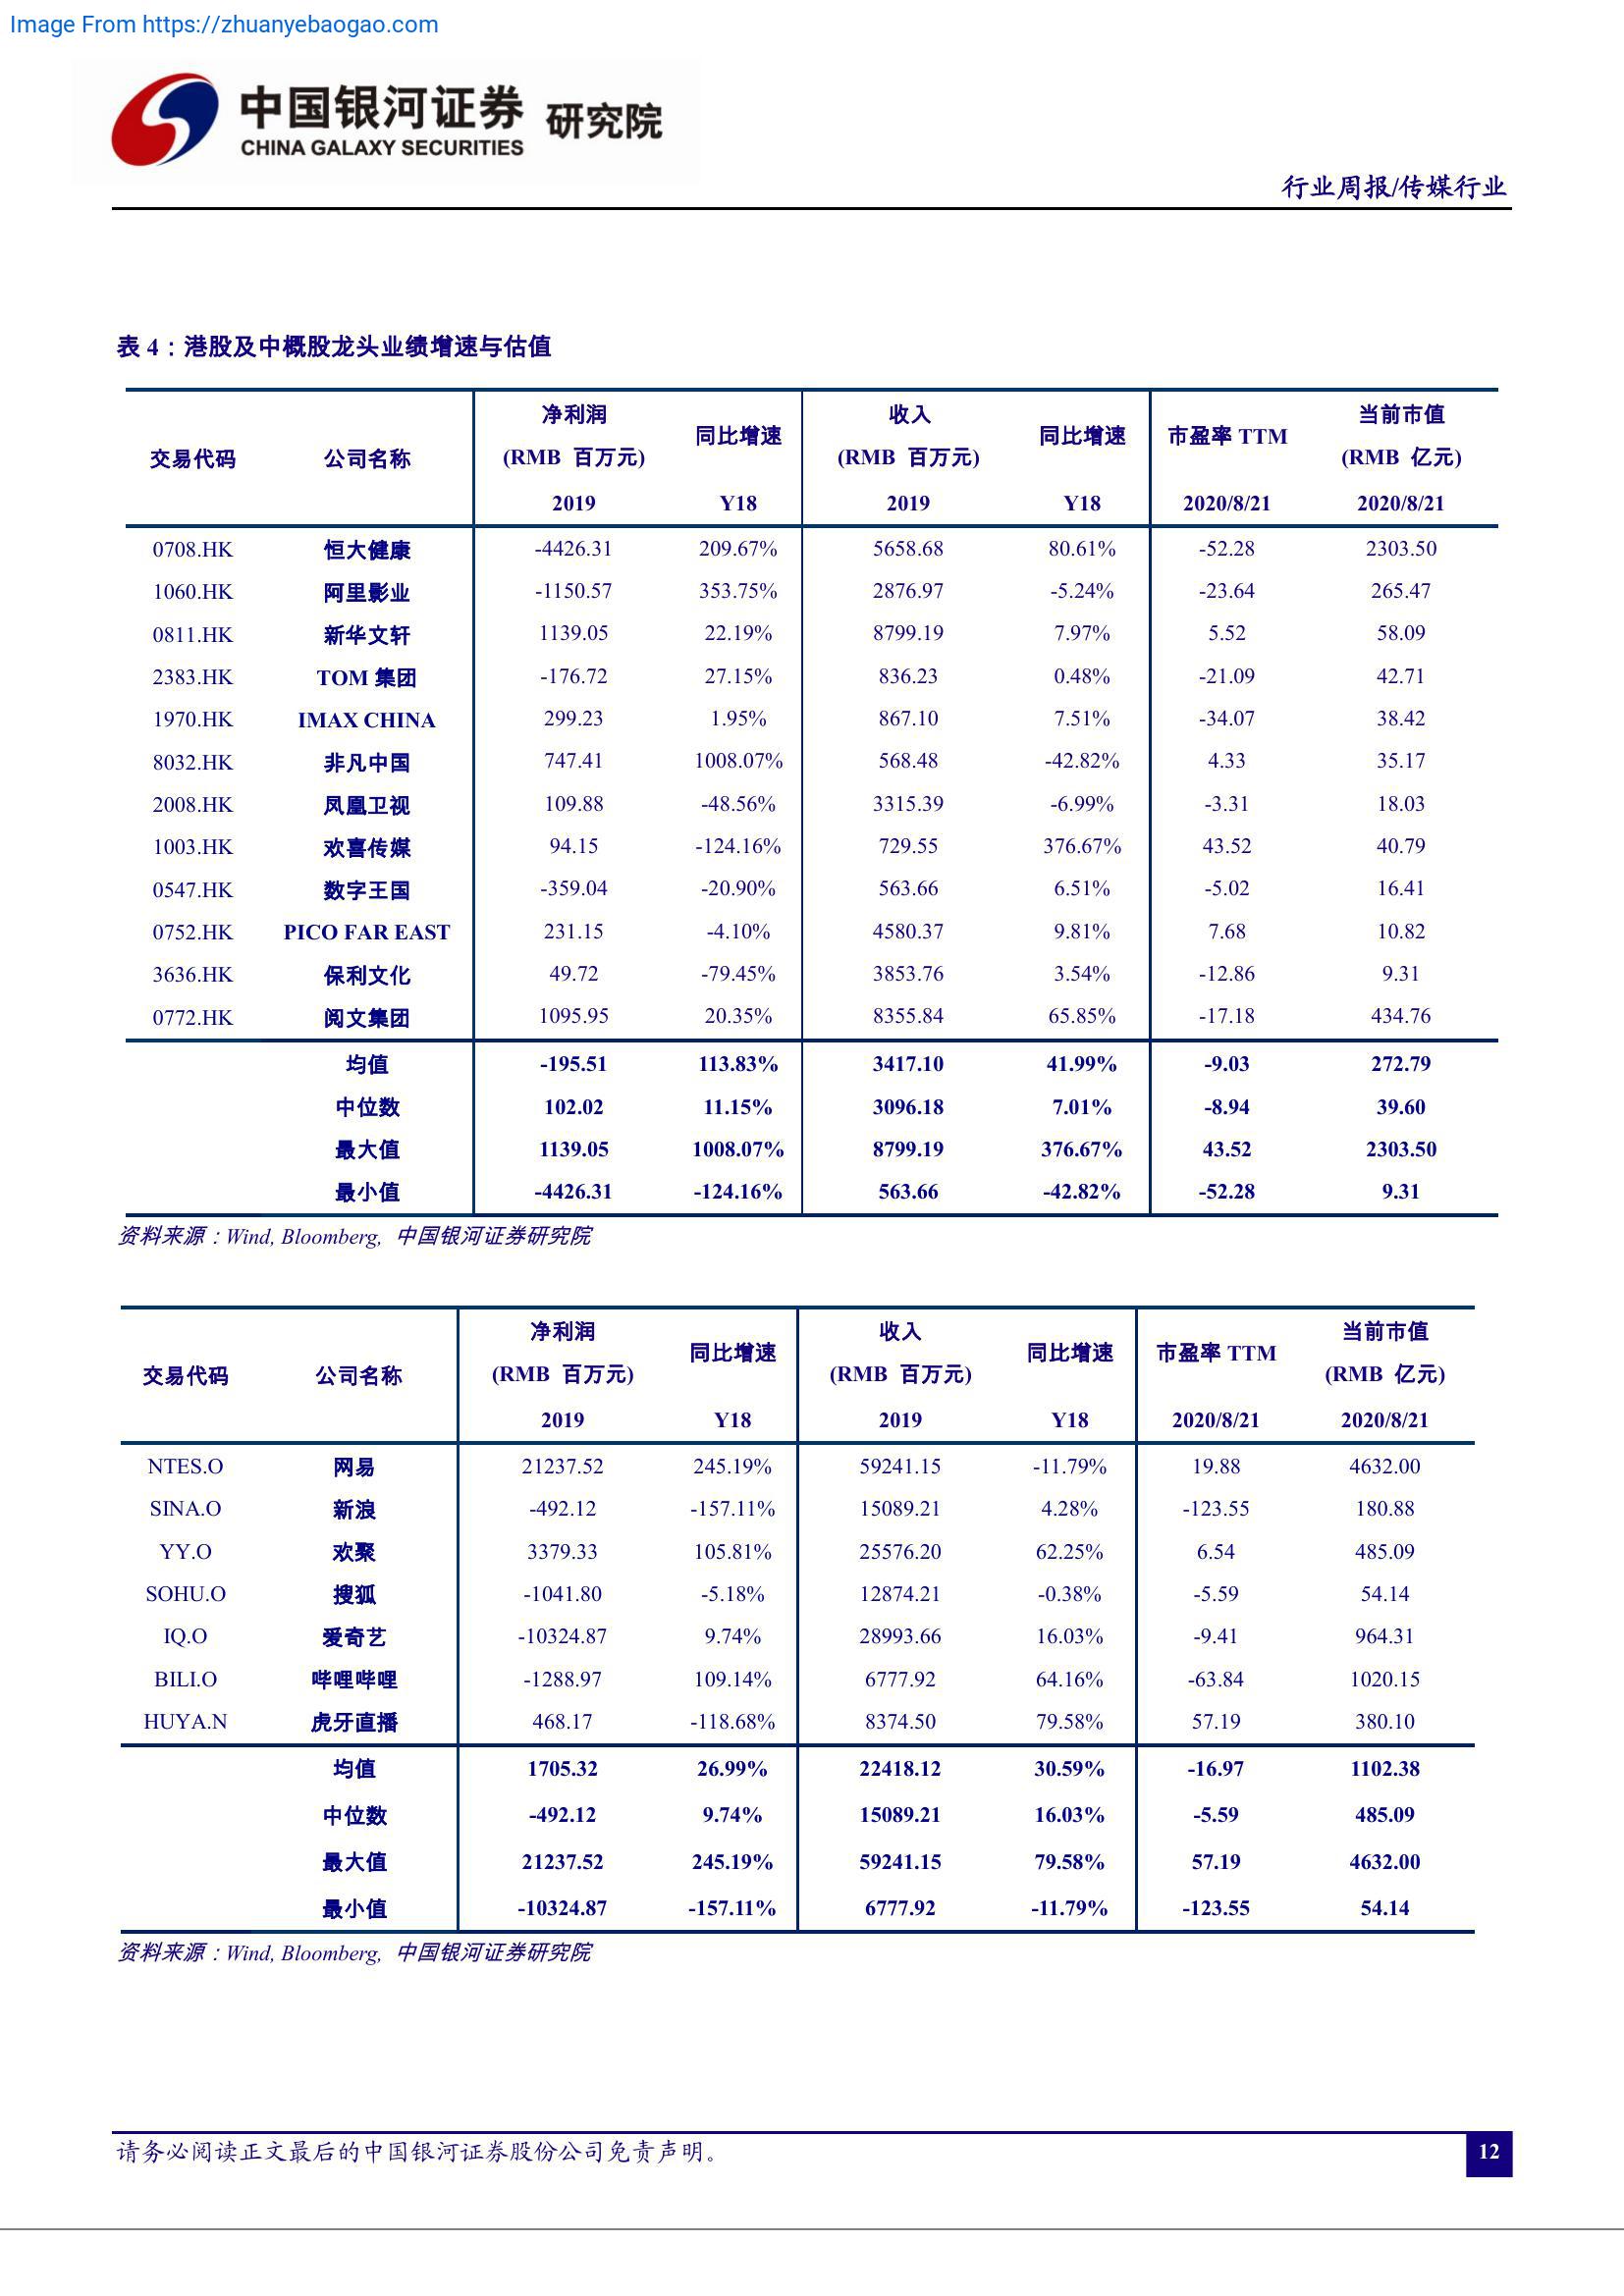 Image From https://zhuanyebaogao.com
中国银河证券 研究院
CHINA GALAXY SECURITIES
行业周报/传媒行业
表 4：港股及中概股龙头业绩增速与估值
交易代码 公司名称 净利润 (RMB 百万元) 同比增速 收入 (RMB 百万元) 同比增速 市盈率 TTM 当前市值 (RMB 亿元)
2019 Y18 2019 Y18 2020/8/21 2020/8/21
0708.HK 恒大健康 -4426.31 209.67% 5658.68 80.61% -52.28 2303.50
1060.HK 阿里影业 -1150.57 353.75% 2876.97 -5.24% -23.64 265.47
0811.HK 新华文轩 1139.05 22.19% 8799.19 7.97% 5.52 58.09
2383.HK TOM 集团 -176.72 27.15% 836.23 0.48% -21.09 42.71
1970.HK IMAX CHINA 299.23 1.95% 867.10 7.51% -34.07 38.42
8032.HK 非凡中国 747.41 1008.07% 568.48 -42.82% 4.33 35.17
2008.HK 凤凰卫视 109.88 -48.56% 3315.39 -6.99% -3.31 18.03
1003.HK 欢喜传媒 94.15 -124.16% 729.55 376.67% 43.52 40.79
0547.HK 数字王国 -359.04 -20.90% 563.66 6.51% -5.02 16.41
0752.HK PICO FAR EAST 231.15 -4.10% 4580.37 9.81% 7.68 10.82
3636.HK 保利文化 49.72 -79.45% 3853.76 3.54% -12.86 9.31
0772.HK 阅文集团 1095.95 20.35% 8355.84 65.85% -17.18 434.76
均值 -195.51 113.83% 3417.10 41.99% -9.03 272.79
中位数 102.02 11.15% 3096.18 7.01% -8.94 39.60
最大值 1139.05 1008.07% 8799.19 376.67% 43.52 2303.50
最小值 -4426.31 -124.16% 563.66 -42.82% -52.28 9.31
资料来源：Wind, Bloomberg, 中国银河证券研究院
交易代码 公司名称 净利润 (RMB 百万元) 同比增速 收入 (RMB 百万元) 同比增速 市盈率 TTM 当前市值 (RMB 亿元)
2019 Y18 2019 Y18 2020/8/21 2020/8/21
NTES.O 网易 21237.52 245.19% 59241.15 -11.79% 19.88 4632.00
SINA.O 新浪 -492.12 -157.11% 15089.21 4.28% -123.55 180.88
YY.O 欢聚 3379.33 105.81% 25576.20 62.25% 6.54 485.09
SOHU.O 搜狐 -1041.80 -5.18% 12874.21 -0.38% -5.59 54.14
IQ.O 爱奇艺 -10324.87 9.74% 28993.66 16.03% -9.41 964.31
BILI.O 哔哩哔哩 -1288.97 109.14% 6777.92 64.16% -63.84 1020.15
HUYA.N 虎牙直播 468.17 -118.68% 8374.50 79.58% 57.19 380.10
均值 1705.32 26.99% 22418.12 30.59% -16.97 1102.38
中位数 -492.12 9.74% 15089.21 16.03% -5.59 485.09
最大值 21237.52 245.19% 59241.15 79.58% 57.19 4632.00
最小值 -10324.87 -157.11% 6777.92 -11.79% -123.55 54.14
资料来源：Wind, Bloomberg, 中国银河证券研究院
请务必阅读正文最后的中国银河证券股份公司免责声明。
12